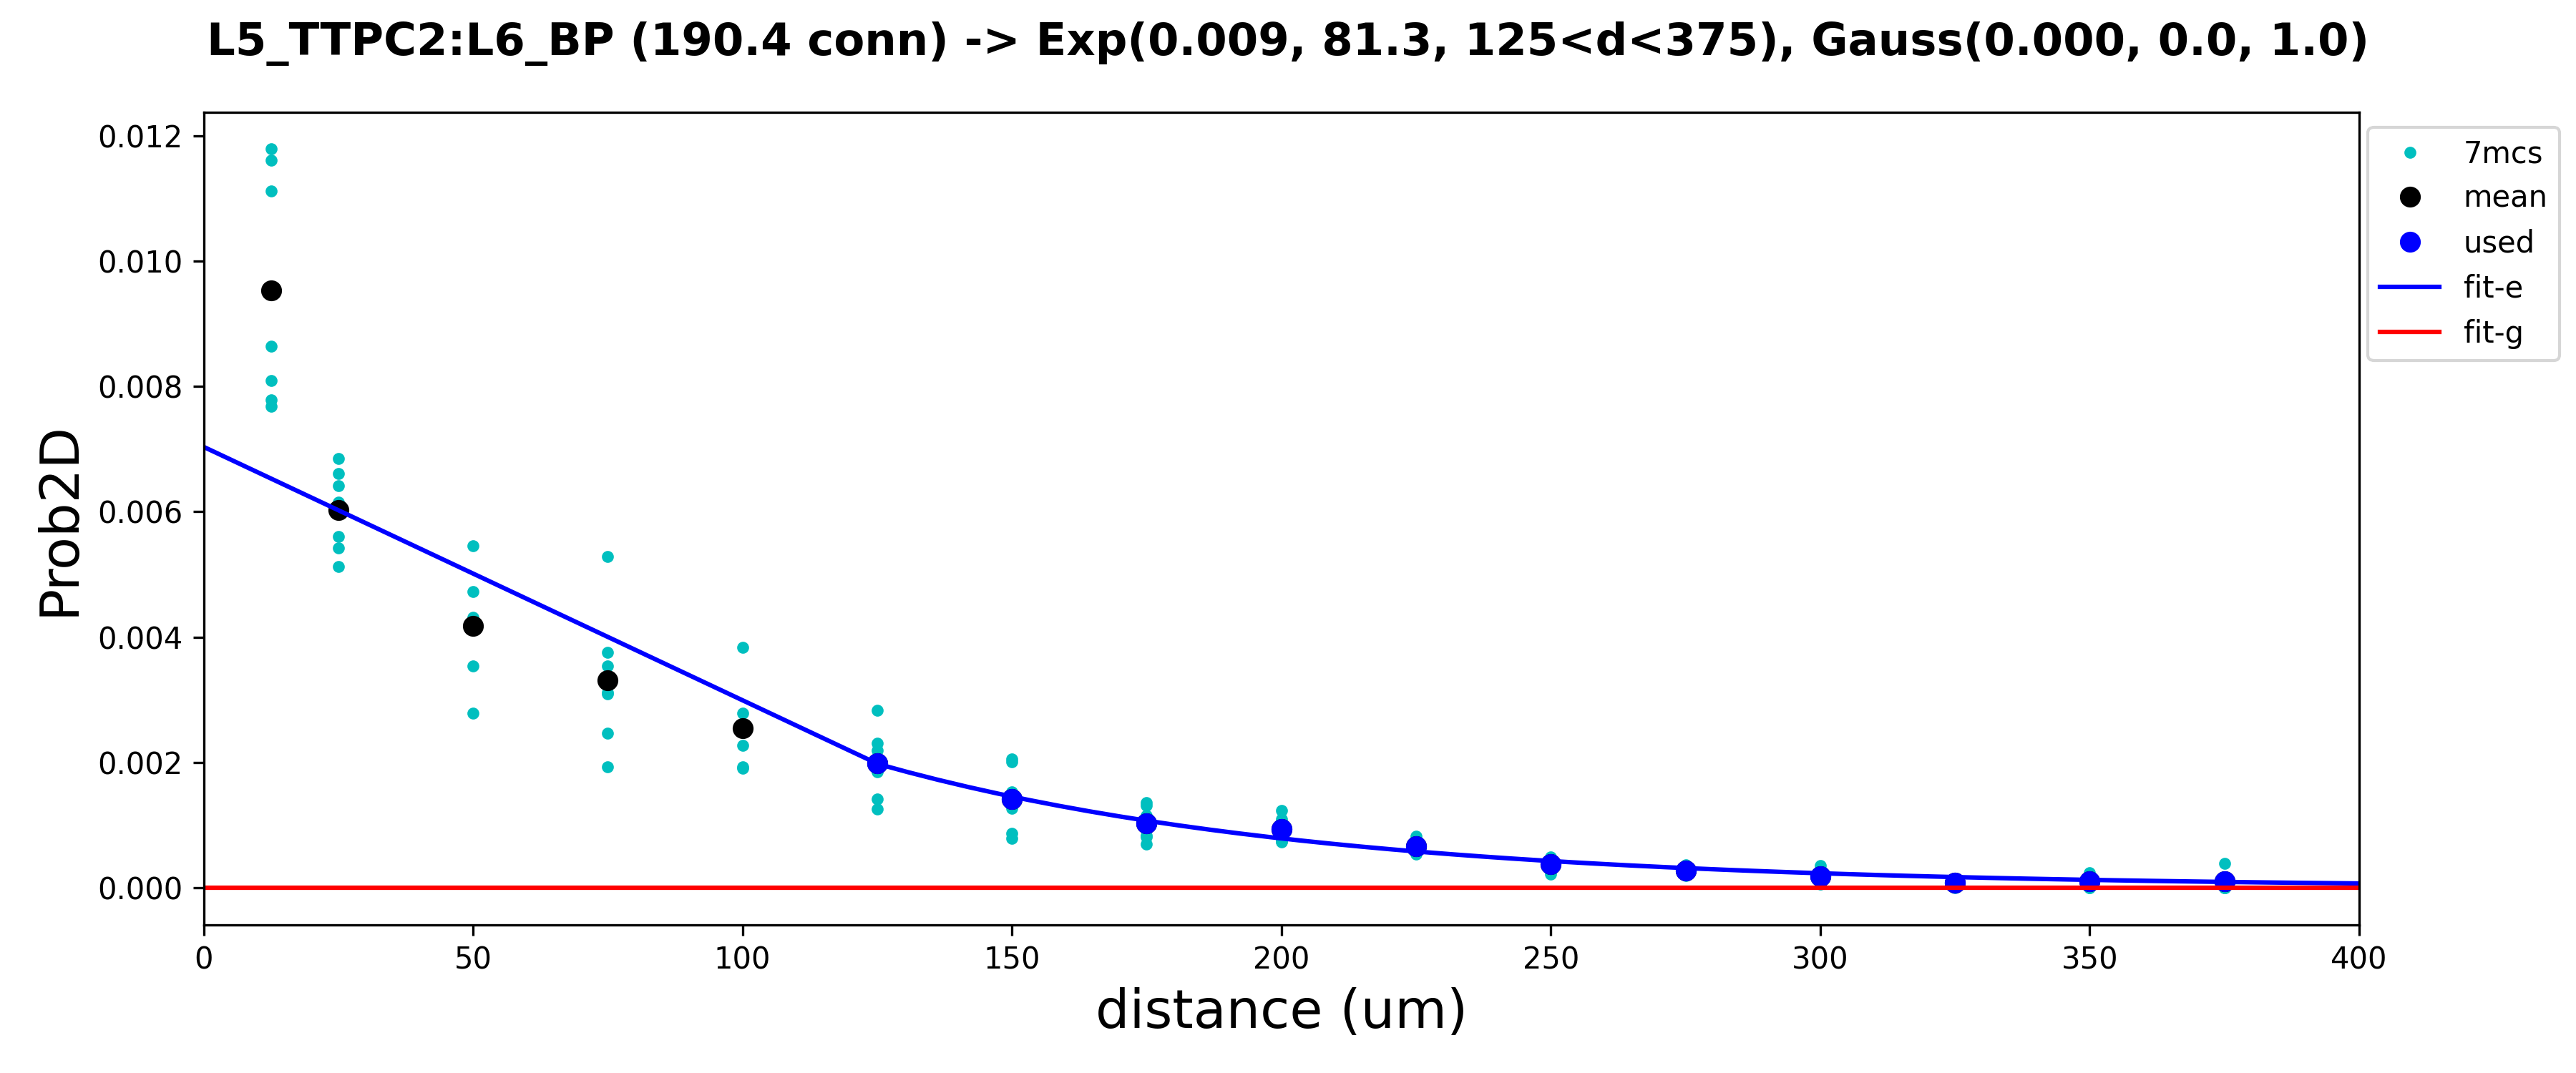 L5_TTPC2:L6_BP (190.4 conn) -> Exp(0.009, 81.3, 125<d<375), Gauss(0.000, 0.0, 1.0)
0.012
0.010
0.008
0.006
0.004
0.002
0.000
Prob2D
0 50 100 150 200 250 300 350 400
distance (um)
7mcs
mean
used
fit-e
fit-g